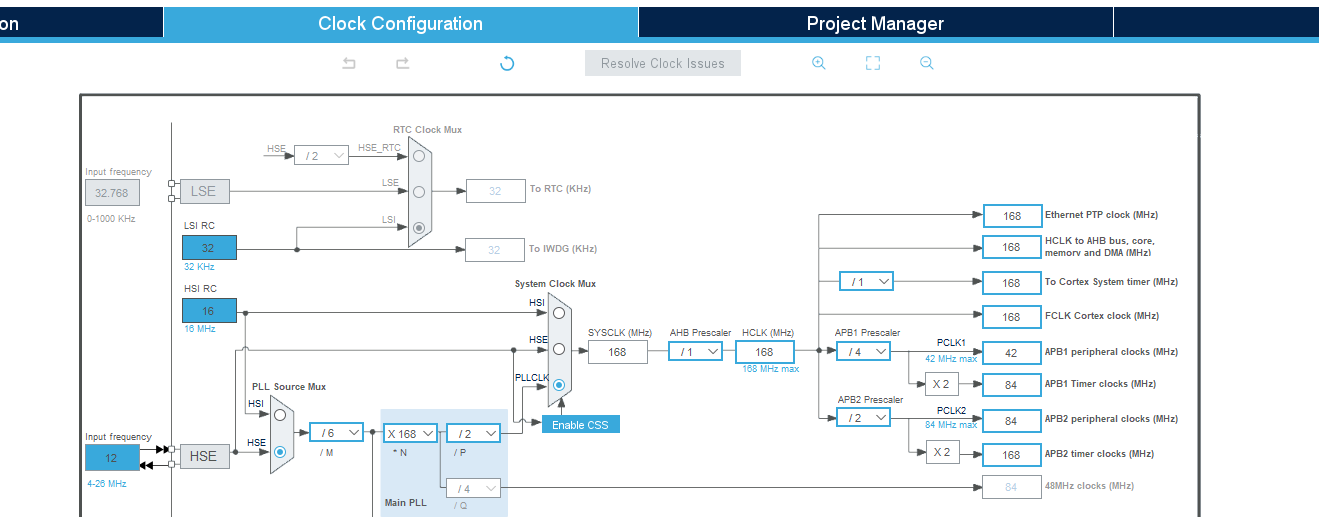 on
Clock Configuration
Project Manager
Resolve Clock Issues
RTC Clock Mux
HSE
/ 2
HSE_RTC
Input frequency
32.768
0-1000 KHz
LSE
LSE
32
To RTC (KHz)
LSI RC
LSI
32
32 KHz
32
To IWDG (KHz)
HSI RC
16
16 MHz
System Clock Mux
HSI
HSE
PLLCLK
SYSCLK (MHz)
168
AHB Prescaler
/ 1
HCLK (MHz)
168
168 MHz max
Enable CSS
168
Ethernet PTP clock (MHz)
168
HCLK to AHB bus, core,
memory and DMA (MHz)
/ 1
168
To Cortex System timer (MHz)
168
FCLK Cortex clock (MHz)
APB1 Prescaler
/ 4
PCLK1
42 MHz max
42
APB1 peripheral clocks (MHz)
X 2
84
APB1 Timer clocks (MHz)
APB2 Prescaler
/ 2
PCLK2
84 MHz max
84
APB2 peripheral clocks (MHz)
X 2
168
APB2 timer clocks (MHz)
84
48MHz clocks (MHz)
PLL Source Mux
HSI
HSE
Input frequency
12
4-26 MHz
HSE
/ 6
/ M
X 168
* N
/ 2
/ P
/ 4
/ Q
Main PLL